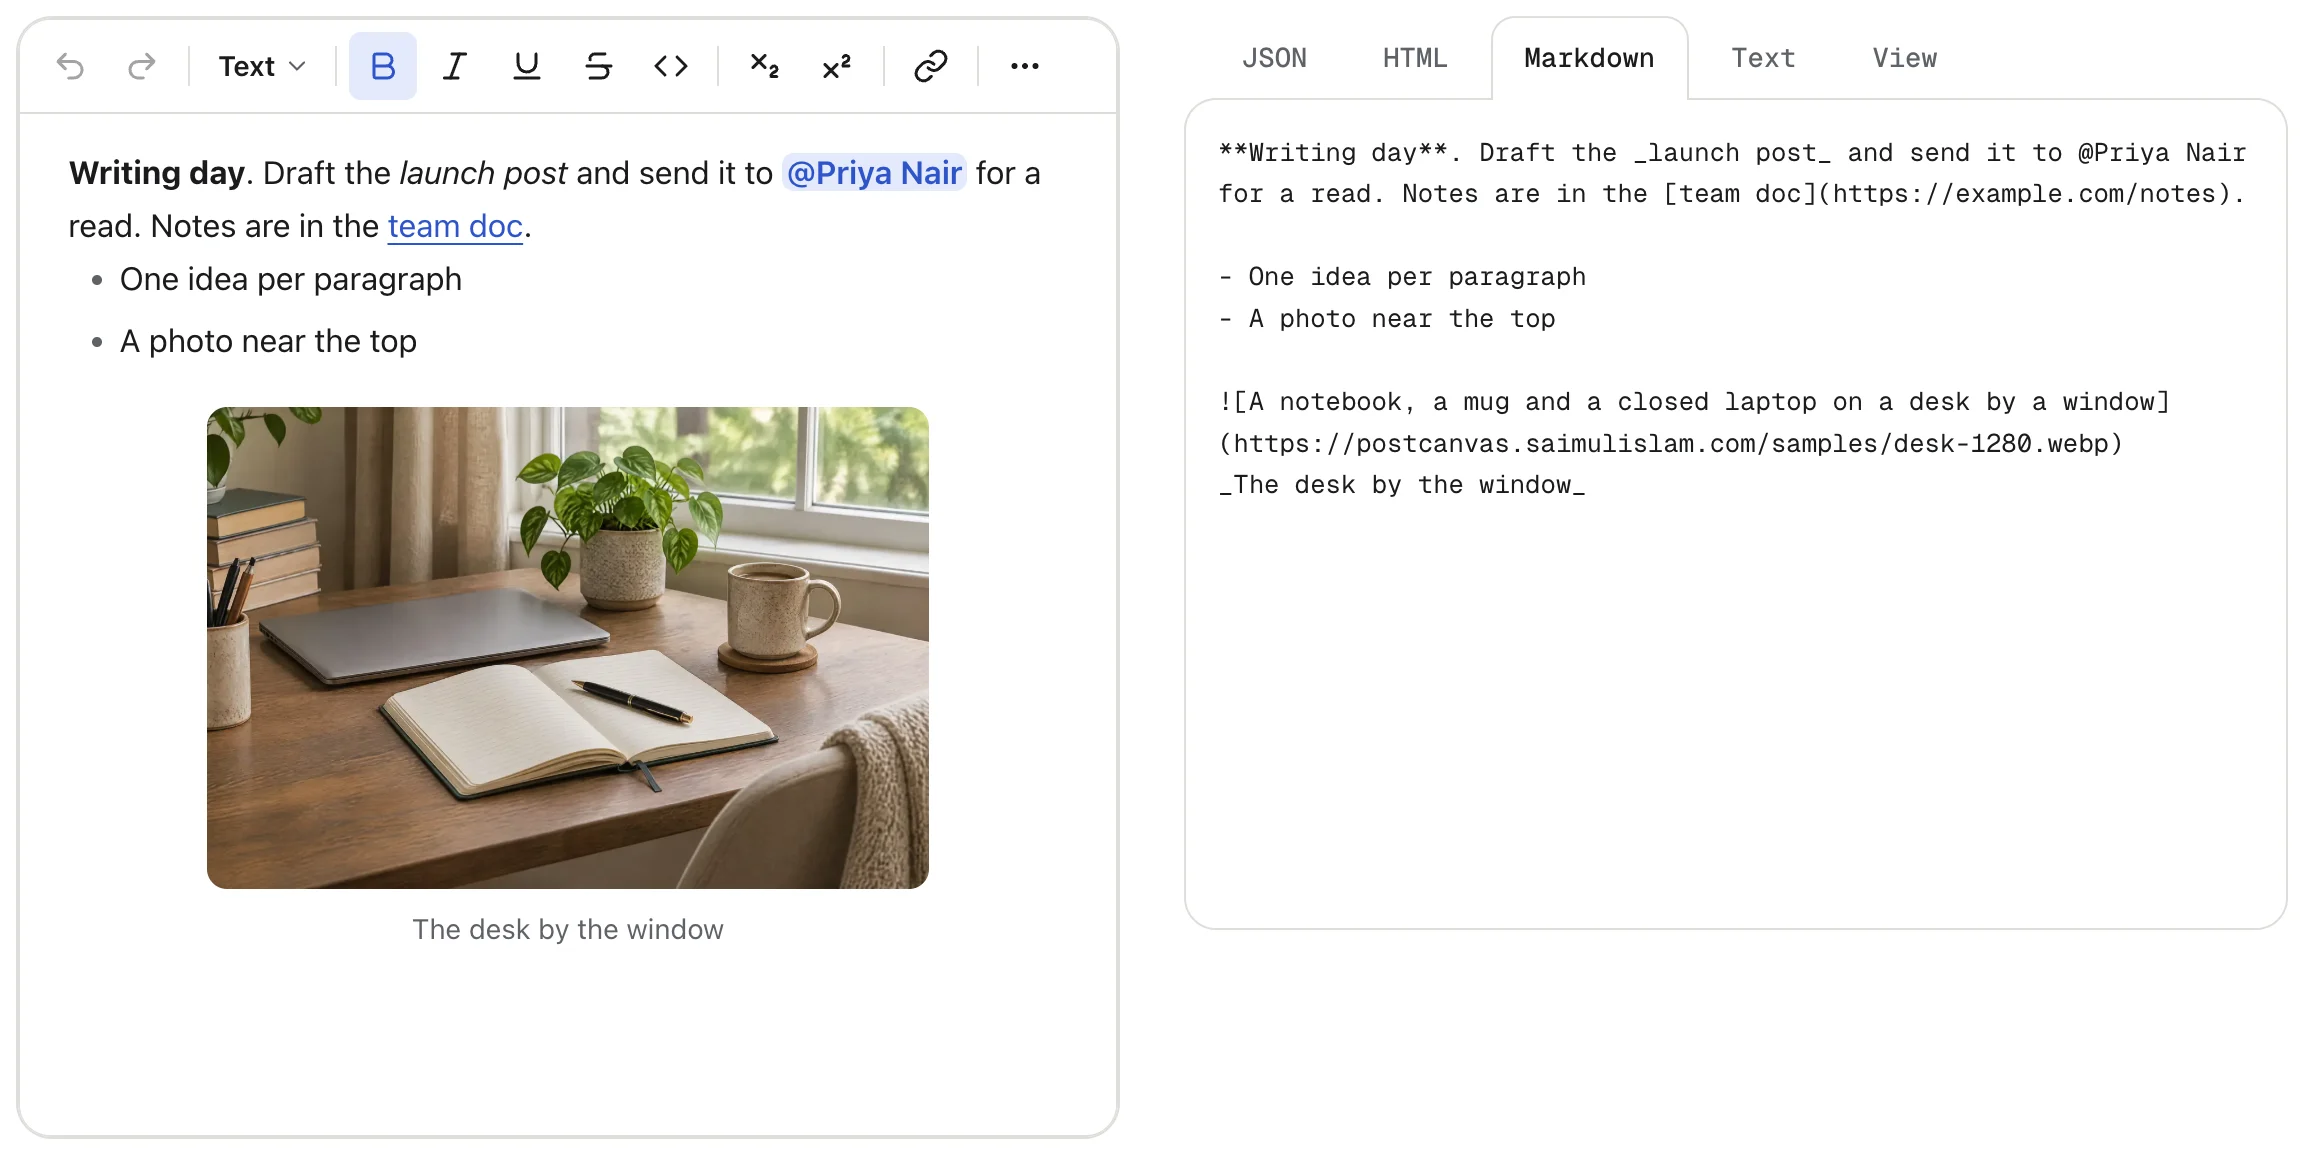 Text
B I U S <> x₂ x² ...
Writing day. Draft the launch post and send it to @Priya Nair for a
read. Notes are in the team doc.
• One idea per paragraph
• A photo near the top
The desk by the window
JSON HTML Markdown Text View
**Writing day**. Draft the _launch post_ and send it to @Priya Nair
for a read. Notes are in the [team doc](https://example.com/notes).
- One idea per paragraph
- A photo near the top
![A notebook, a mug and a closed laptop on a desk by a window]
(https://postcanvas.saimulislam.com/samples/desk-1280.webp)
_The desk by the window_